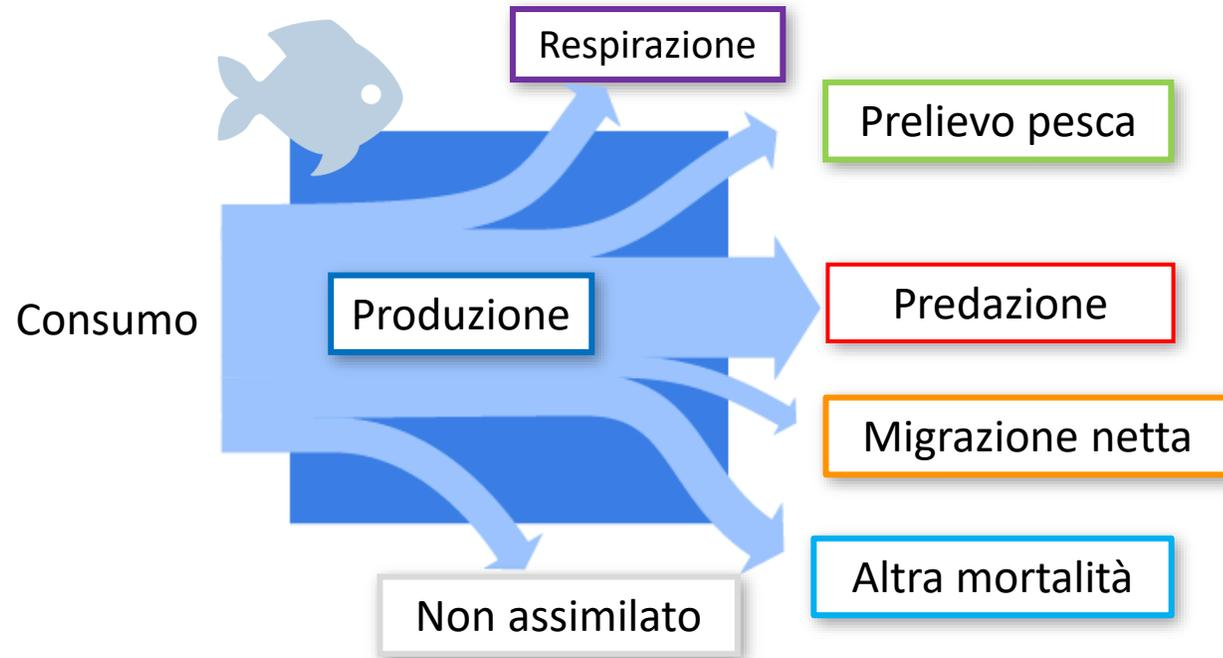 Respirazione
Prelievo pesca
Consumo
Produzione
Predazione
Migrazione netta
Altra mortalità
Non assimilato